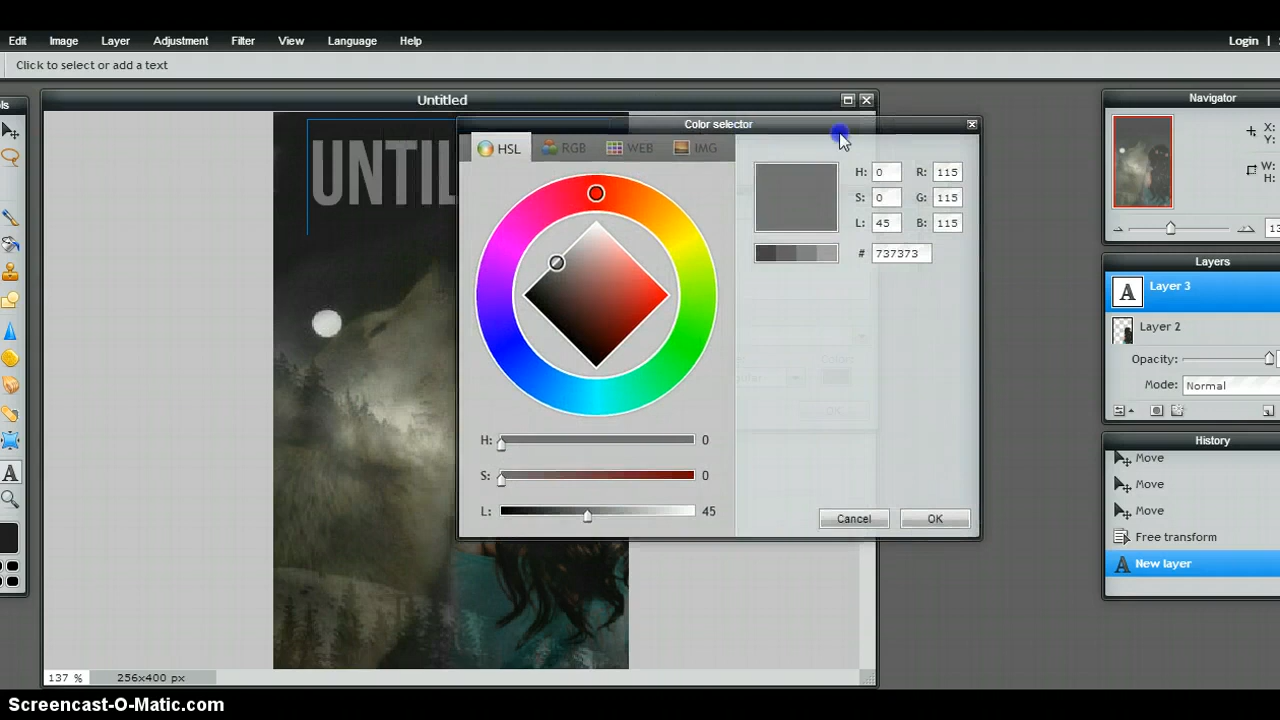 Edit Image Layer Adjustment Filter View Language Help Login |
Click to select or add a text
Untitled
Navigator
Color selector
HSL RGB WEB IMG
UNTIL
X:
Y:
W:
H:
H: 0 R: 115
S: 0 G: 115
L: 45 B: 115
# 737373
13
Layers
A Layer 3
Layer 2
Opacity:
Mode: Normal
OK
History
H: 0
S: 0
L: 45
Cancel OK
Move
Move
Move
Free transform
A New layer
A
137 % 256x400 px
Screencast-O-Matic.com